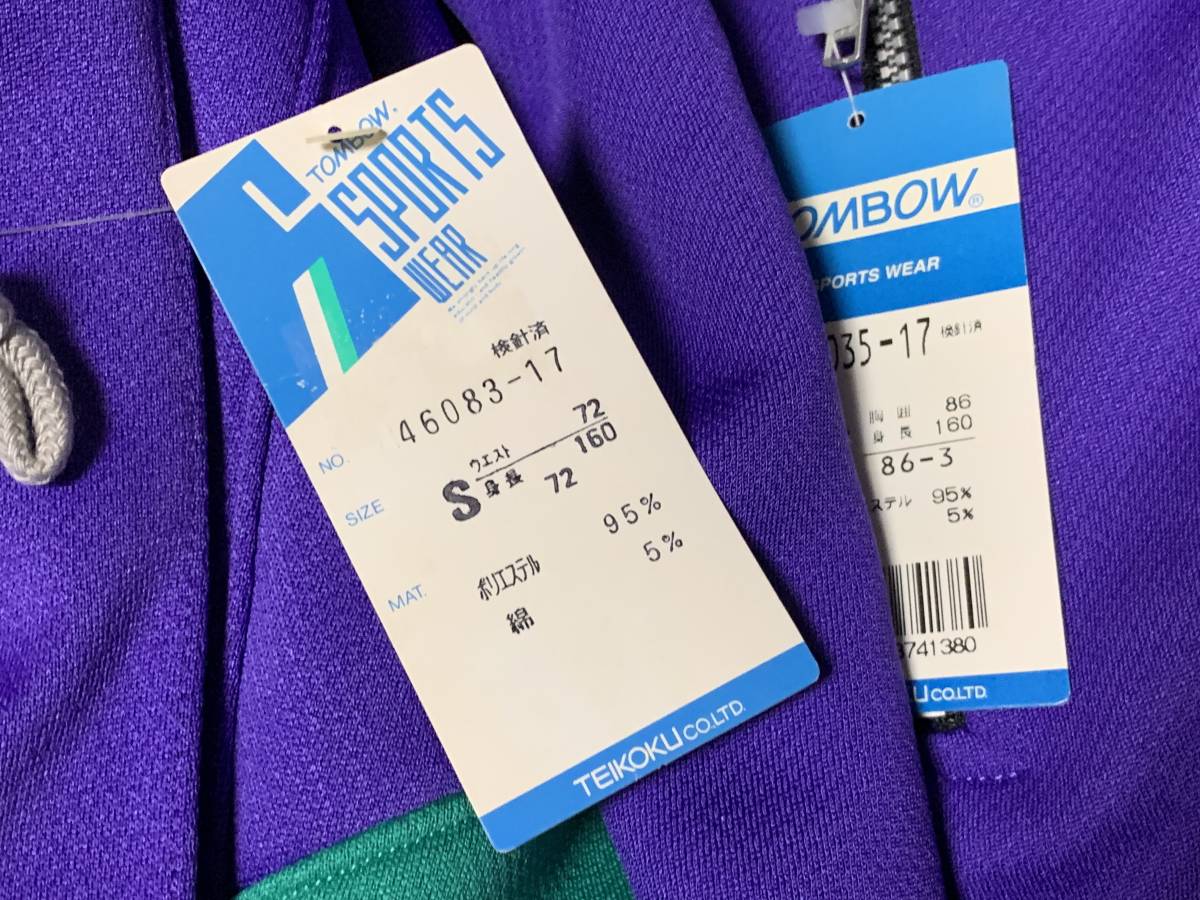 TOMBOW®
SPORTS
WEAR
検針済
NO. 46083-17
SIZE S ウエスト 72
身長 160
72
MAT. ポリエステル 95%
綿 5%
TEIKOKU CO.LTD.
OMBOW®
SPORTS WEAR
035-17 検針済
胸囲 86
身長 160
86-3
ステル 95%
5%
3741380
U CO.LTD.